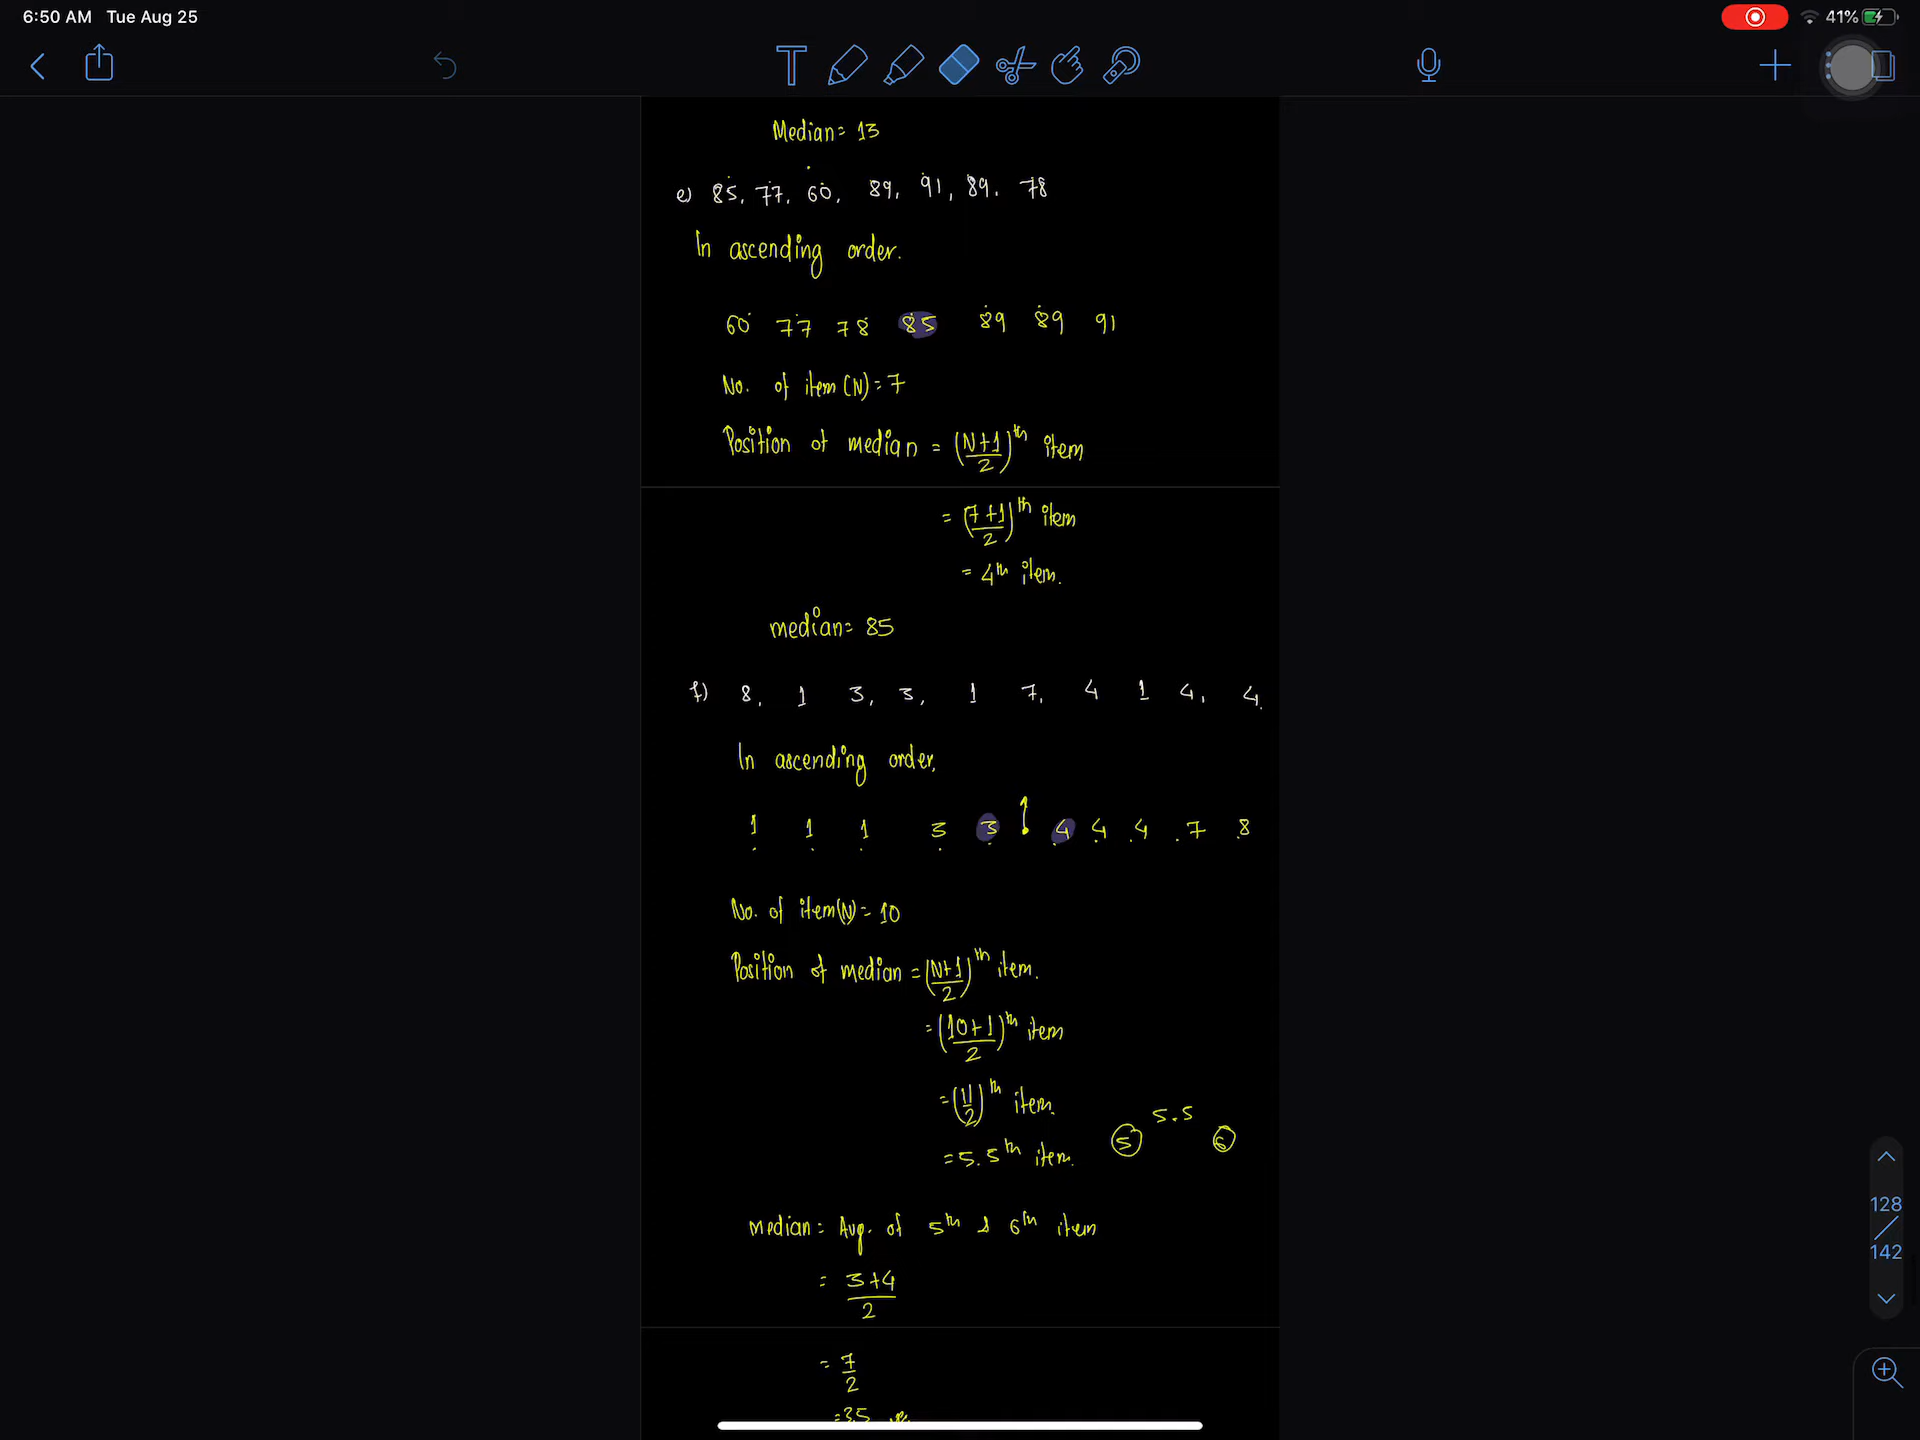 6:50 AM Tue Aug 25
41%
T
Median = 13
e) 85, 77, 60, 89, 91, 89. 78
In ascending order.
60 77 78 85 89 89 91
No. of item (N) = 7
Position of median = (N+1/2)th item
= (7+1/2)th item
= 4th item.
median = 85
f) 8, 1 3, 3, 1 7, 4 1 4, 4.
In ascending order,
1 1 1 3 3 4 4 4 7 8
No. of item(N) = 10
Position of median = (N+1/2)th item.
= (10+1/2)th item
= (11/2)th item.
= 5.5th item. 5 5.5 6
median = Avg. of 5th & 6th item
= 3+4/2
= 7/2
= 3.5
128
142